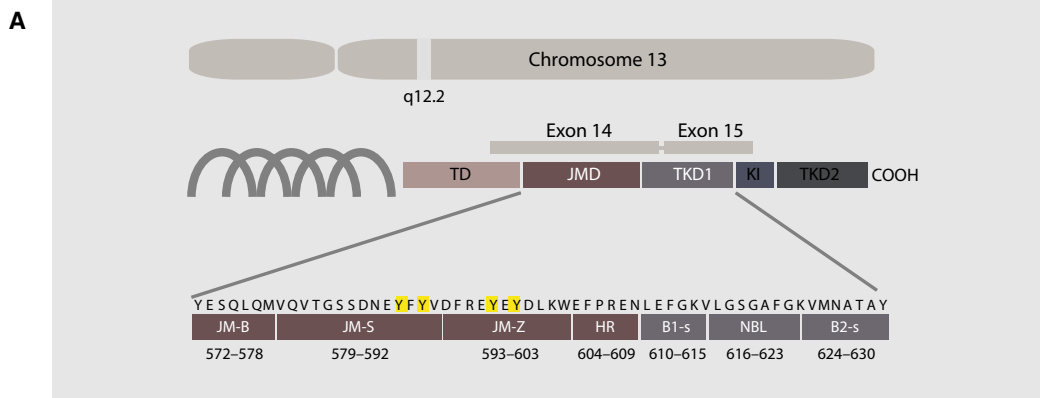 A
Chromosome 13
q12.2
Exon 14 Exon 15
TD JMD TKD1 KI TKD2 COOH
YESQLQMVQVTGSSDNEYFYVDFREYEYDLKWEFPRENLEFGKVLGSGAFGKVMNATAY
JM-B JM-S JM-Z HR B1-s NBL B2-s
572–578 579–592 593–603 604–609 610–615 616–623 624–630